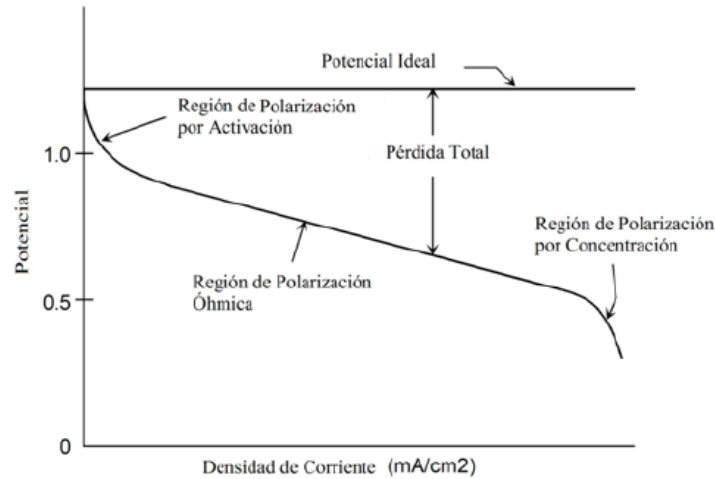 Potencial Ideal
Región de Polarización
por Activación
1.0
Pérdida Total
Potencial
Región de Polarización
por Concentración
Región de Polarización
Óhmica
0.5
0
Densidad de Corriente (mA/cm2)